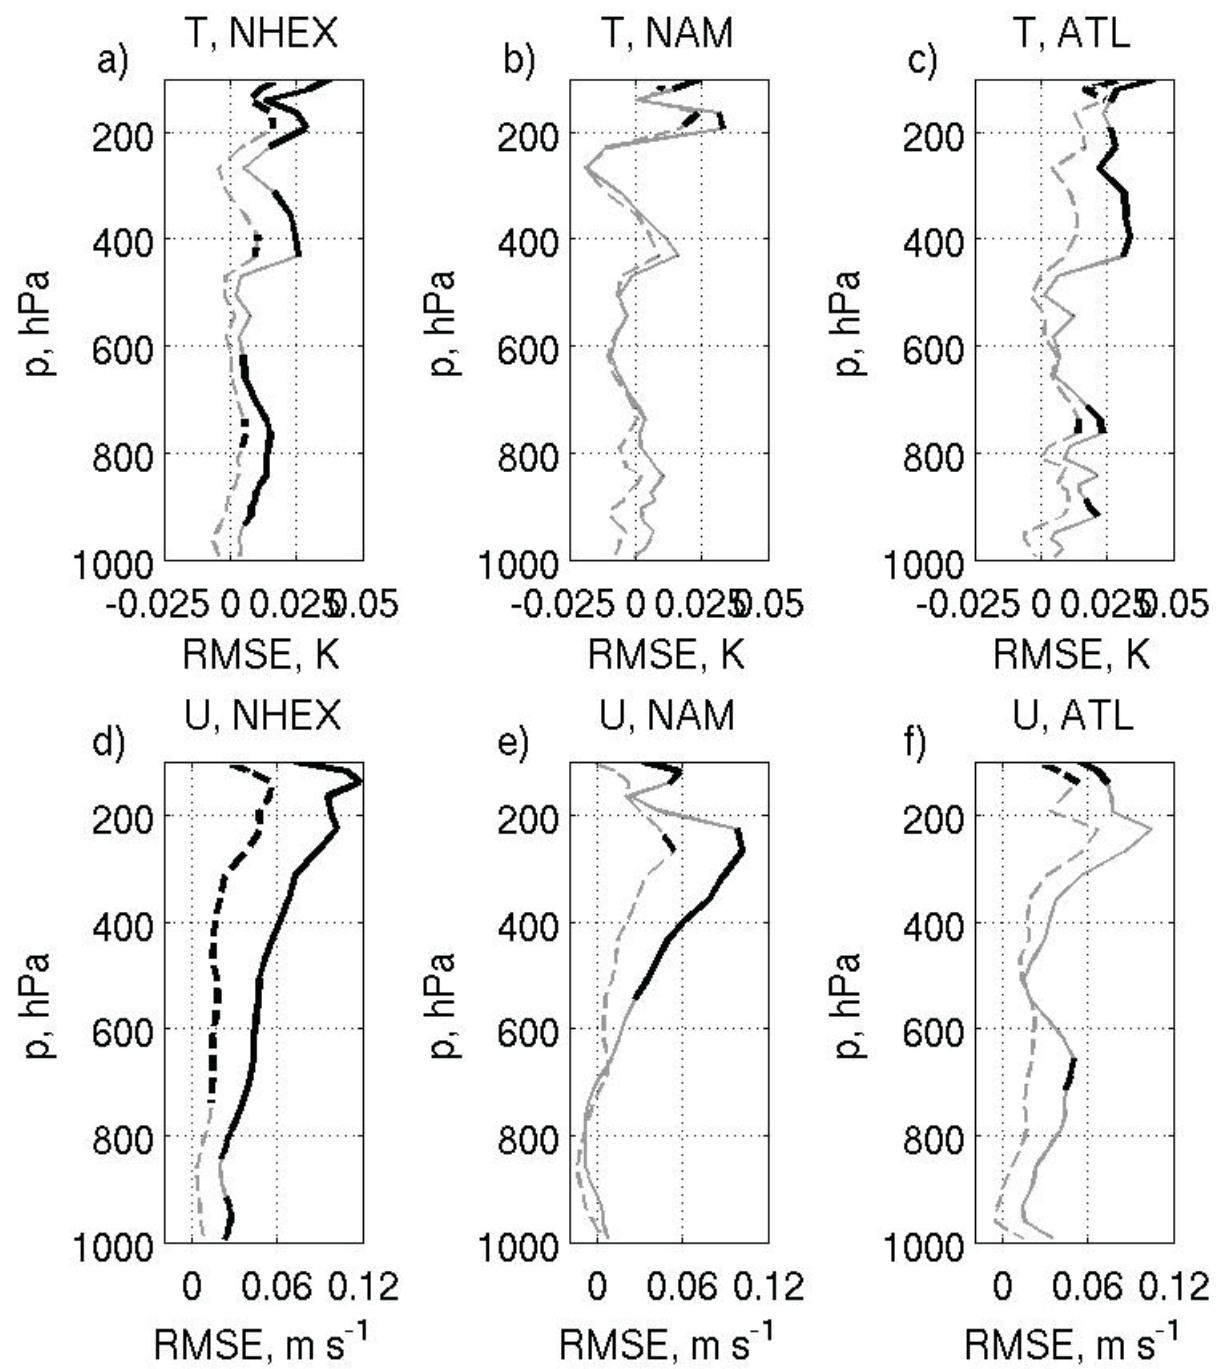 T, NHEX
T, NAM
T, ATL
a)
b)
c)
200
400
600
800
1000
p, hPa
-0.025 0 0.025 0.05
RMSE, K
200
400
600
800
1000
p, hPa
-0.025 0 0.025 0.05
RMSE, K
200
400
600
800
1000
p, hPa
-0.025 0 0.025 0.05
RMSE, K
U, NHEX
U, NAM
U, ATL
d)
e)
f)
200
400
600
800
1000
p, hPa
0 0.06 0.12
RMSE, m s⁻¹
200
400
600
800
1000
p, hPa
0 0.06 0.12
RMSE, m s⁻¹
200
400
600
800
1000
p, hPa
0 0.06 0.12
RMSE, m s⁻¹